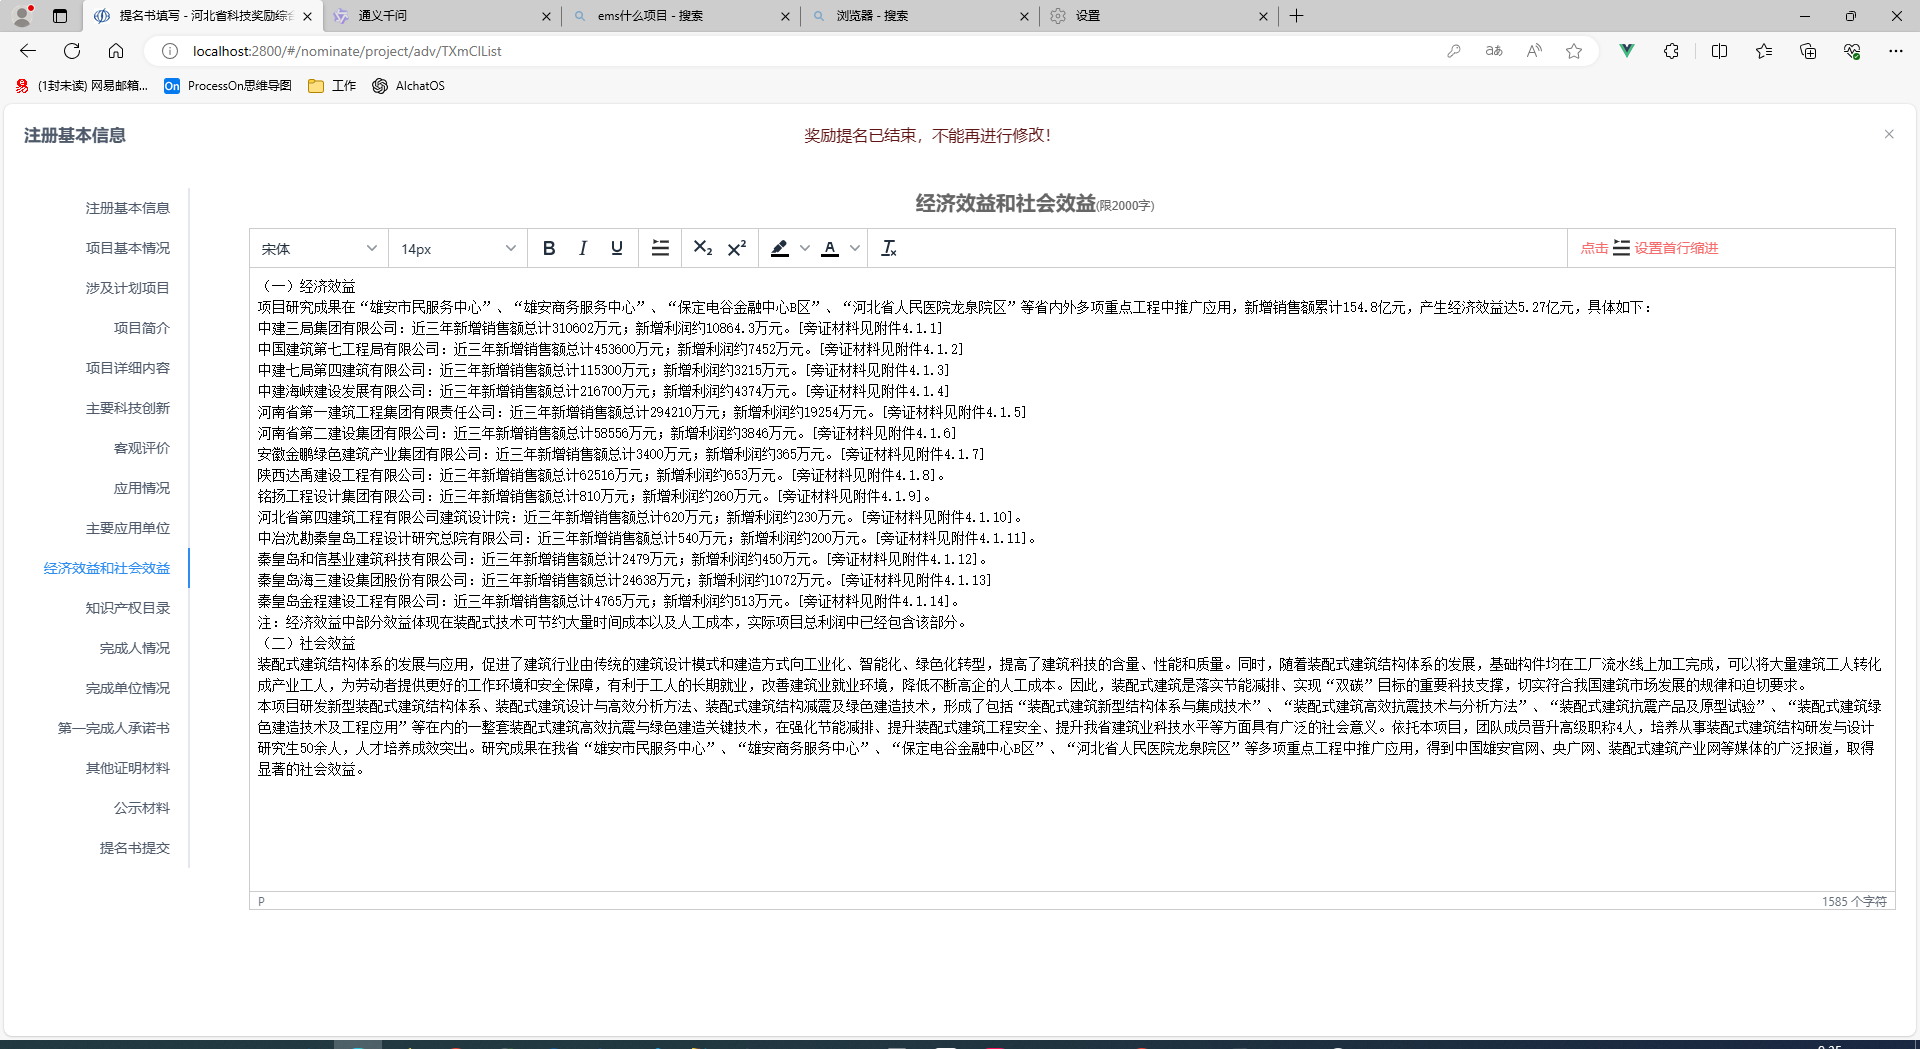 提名书填写 - 河北省科技奖励综合
通义千问
ems什么项目 - 搜索
浏览器 - 搜索
设置
localhost:2800/#/nominate/project/adv/TXmCIList
(1封未读) 网易邮箱...
ProcessOn思维导图
工作
AIchatOS
注册基本信息
奖励提名已结束，不能再进行修改！
注册基本信息
项目基本情况
涉及计划项目
项目简介
项目详细内容
主要科技创新
客观评价
应用情况
主要应用单位
经济效益和社会效益
知识产权目录
完成人情况
完成单位情况
第一完成人承诺书
其他证明材料
公示材料
提名书提交
经济效益和社会效益(限2000字)
宋体
14px
点击 设置首行缩进
（一）经济效益
项目研究成果在“雄安市民服务中心”、“雄安商务服务中心”、“保定电谷金融中心B区”、“河北省人民医院龙泉院区”等省内外多项重点工程中推广应用，新增销售额累计154.8亿元，产生经济效益达5.27亿元，具体如下：
中建三局集团有限公司：近三年新增销售额总计310602万元；新增利润约10864.3万元。[旁证材料见附件4.1.1]
中国建筑第七工程局有限公司：近三年新增销售额总计453600万元；新增利润约7452万元。[旁证材料见附件4.1.2]
中建七局第四建筑有限公司：近三年新增销售额总计115300万元；新增利润约3215万元。[旁证材料见附件4.1.3]
中建海峡建设发展有限公司：近三年新增销售额总计216700万元；新增利润约4374万元。[旁证材料见附件4.1.4]
河南省第一建筑工程集团有限责任公司：近三年新增销售额总计294210万元；新增利润约19254万元。[旁证材料见附件4.1.5]
河南省第二建设集团有限公司：近三年新增销售额总计58556万元；新增利润约3846万元。[旁证材料见附件4.1.6]
安徽金鹏绿色建筑产业集团有限公司：近三年新增销售额总计3400万元；新增利润约365万元。[旁证材料见附件4.1.7]
陕西达禹建设工程有限公司：近三年新增销售额总计62516万元；新增利润约653万元。[旁证材料见附件4.1.8]。
铭扬工程设计集团有限公司：近三年新增销售额总计810万元；新增利润约260万元。[旁证材料见附件4.1.9]。
河北省第四建筑工程有限公司建筑设计院：近三年新增销售额总计620万元；新增利润约230万元。[旁证材料见附件4.1.10]。
中冶沈勘秦皇岛工程设计研究总院有限公司：近三年新增销售额总计540万元；新增利润约200万元。[旁证材料见附件4.1.11]。
秦皇岛和信基业建筑科技有限公司：近三年新增销售额总计2479万元；新增利润约450万元。[旁证材料见附件4.1.12]。
秦皇岛海三建设集团股份有限公司：近三年新增销售额总计24638万元；新增利润约1072万元。[旁证材料见附件4.1.13]
秦皇岛金程建设工程有限公司：近三年新增销售额总计4765万元；新增利润约513万元。[旁证材料见附件4.1.14]。
注：经济效益中部分效益体现在装配式技术可节约大量时间成本以及人工成本，实际项目总利润中已经包含该部分。
（二）社会效益
装配式建筑结构体系的发展与应用，促进了建筑行业由传统的建筑设计模式和建造方式向工业化、智能化、绿色化转型，提高了建筑科技的含量、性能和质量。同时，随着装配式建筑结构体系的发展，基础构件均在工厂流水线上加工完成，可以将大量建筑工人转化
成产业工人，为劳动者提供更好的工作环境和安全保障，有利于工人的长期就业，改善建筑业就业环境，降低不断高企的人工成本。因此，装配式建筑是落实节能减排、实现“双碳”目标的重要科技支撑，切实符合我国建筑市场发展的规律和迫切要求。
本项目研发新型装配式建筑结构体系、装配式建筑设计与高效分析方法、装配式建筑结构减震及绿色建造技术，形成了包括“装配式建筑新型结构体系与集成技术”、“装配式建筑高效抗震技术与分析方法”、“装配式建筑抗震产品及原型试验”、“装配式建筑绿
色建造技术及工程应用”等在内的一整套装配式建筑高效抗震与绿色建造关键技术，在强化节能减排、提升装配式建筑工程安全、提升我省建筑业科技水平等方面具有广泛的社会意义。依托本项目，团队成员晋升高级职称4人，培养从事装配式建筑结构研发与设计
研究生50余人，人才培养成效突出。研究成果在我省“雄安市民服务中心”、“雄安商务服务中心”、“保定电谷金融中心B区”、“河北省人民医院龙泉院区”等多项重点工程中推广应用，得到中国雄安官网、央广网、装配式建筑产业网等媒体的广泛报道，取得
显著的社会效益。
P
1585 个字符